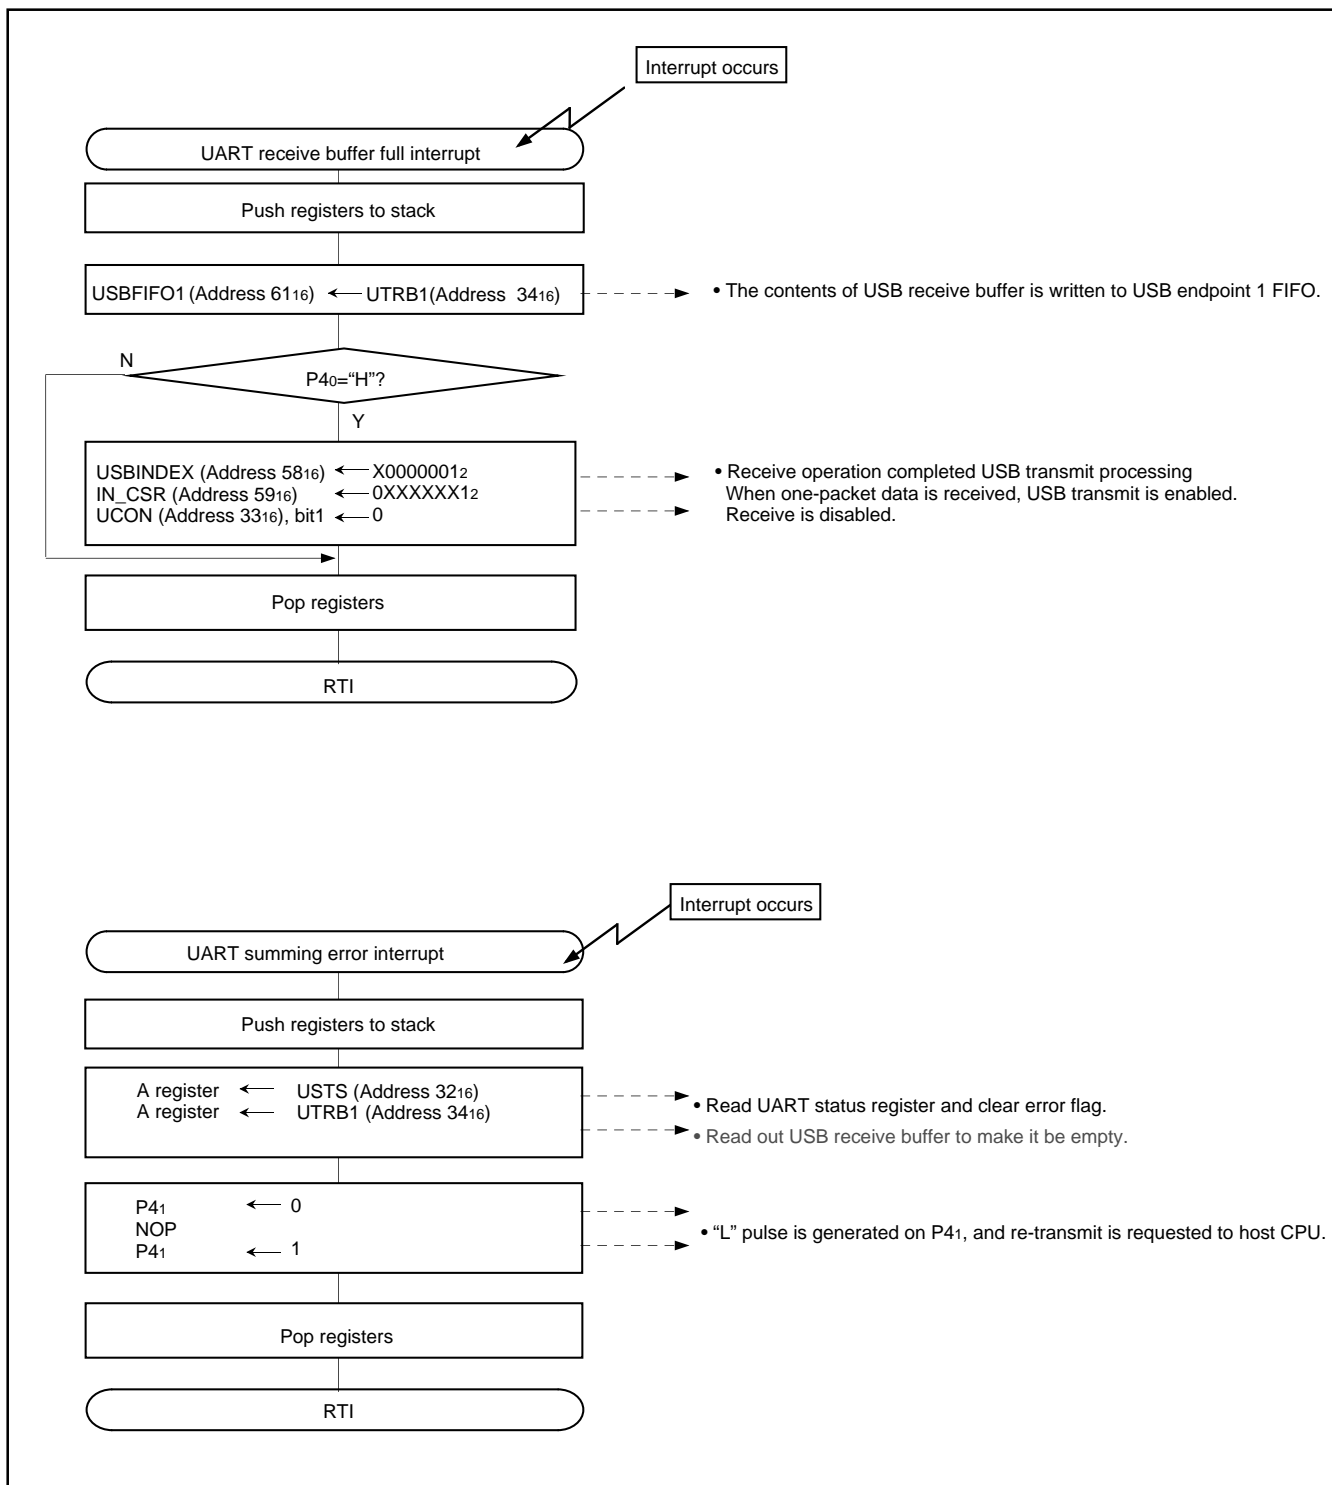 Interrupt occurs
UART receive buffer full interrupt
Push registers to stack
USBFIFO1 (Address 6116) ← UTRB1(Address 3416)
• The contents of USB receive buffer is written to USB endpoint 1 FIFO.
N
P40=“H”?
Y
USBINDEX (Address 5816) ← X00000012
IN_CSR (Address 5916) ← 0XXXXXX12
UCON (Address 3316), bit1 ← 0
• Receive operation completed USB transmit processing
When one-packet data is received, USB transmit is enabled.
Receive is disabled.
Pop registers
RTI
Interrupt occurs
UART summing error interrupt
Push registers to stack
A register ← USTS (Address 3216)
A register ← UTRB1 (Address 3416)
• Read UART status register and clear error flag.
• Read out USB receive buffer to make it be empty.
P41 ← 0
NOP
P41 ← 1
• “L” pulse is generated on P41, and re-transmit is requested to host CPU.
Pop registers
RTI